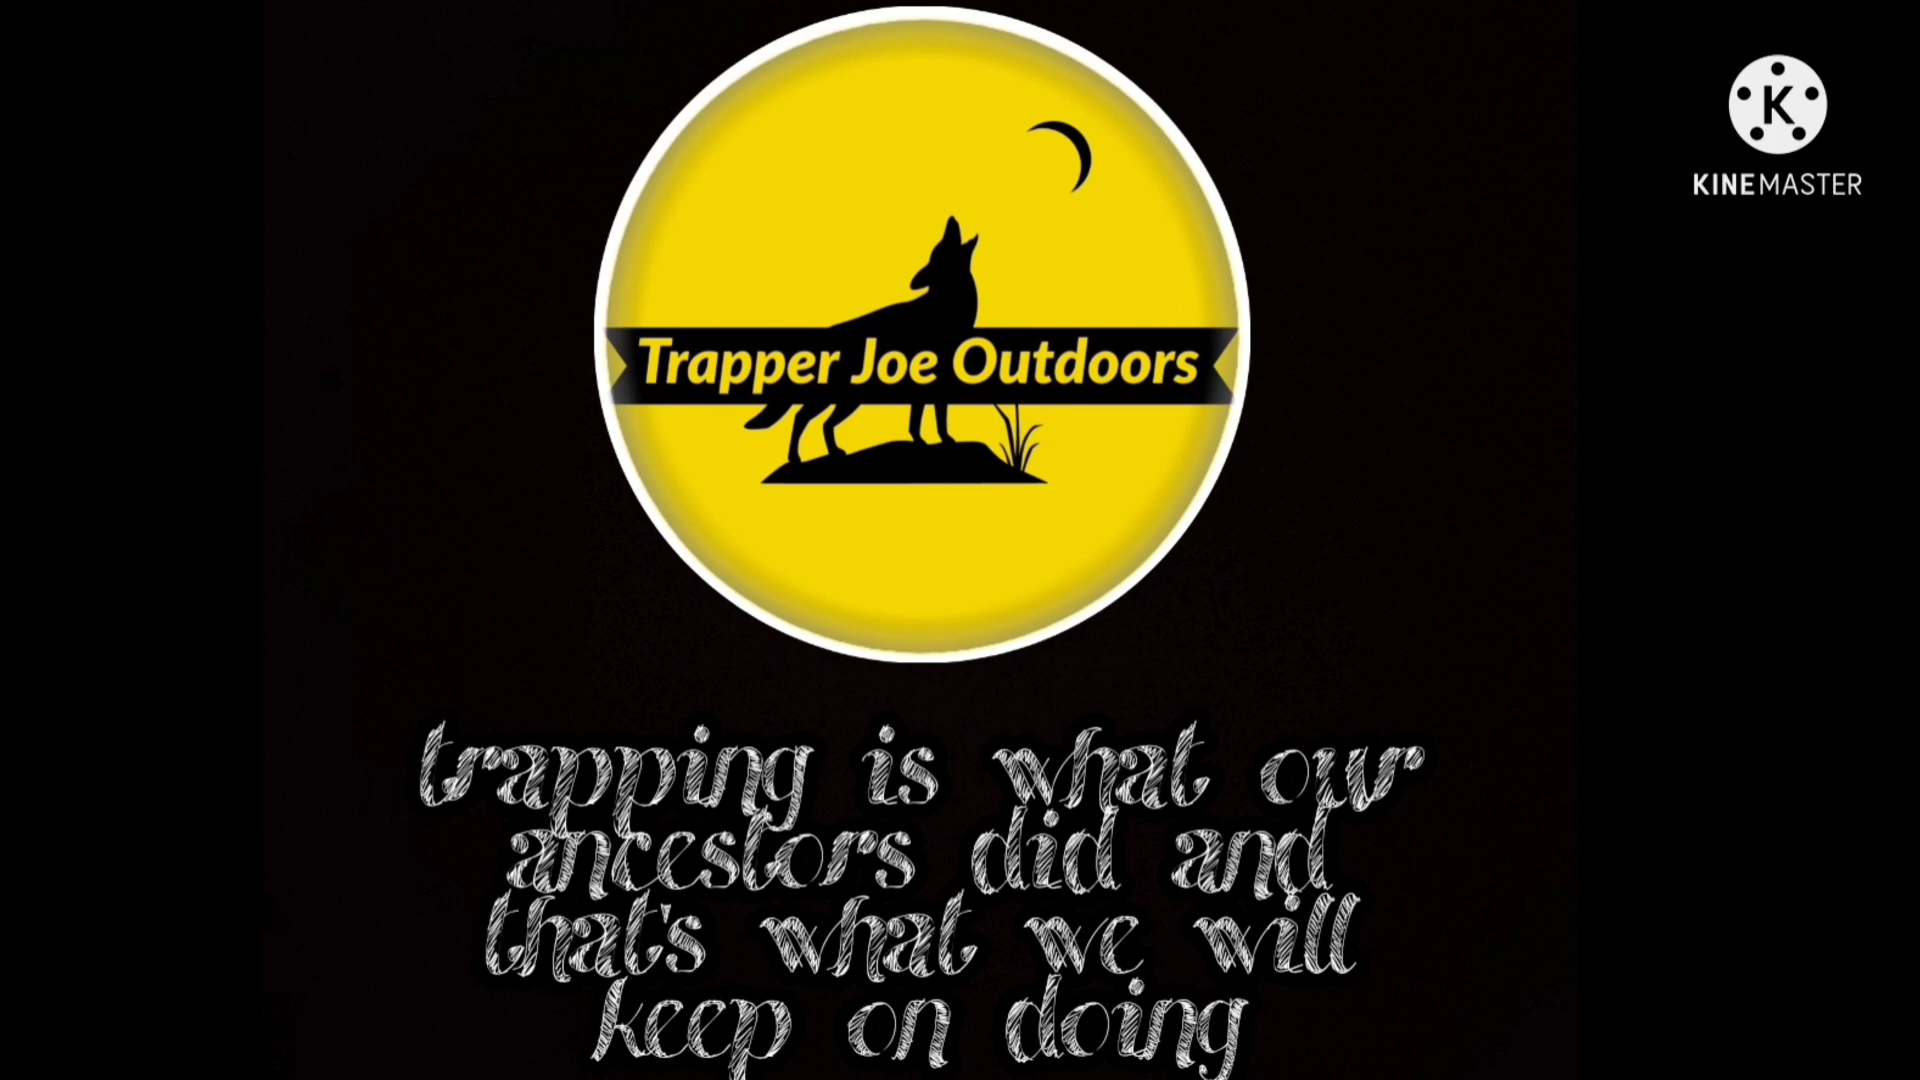 K
KINEMASTER
Trapper Joe Outdoors
trapping is what our
ancestors did and
that's what we will
keep on doing